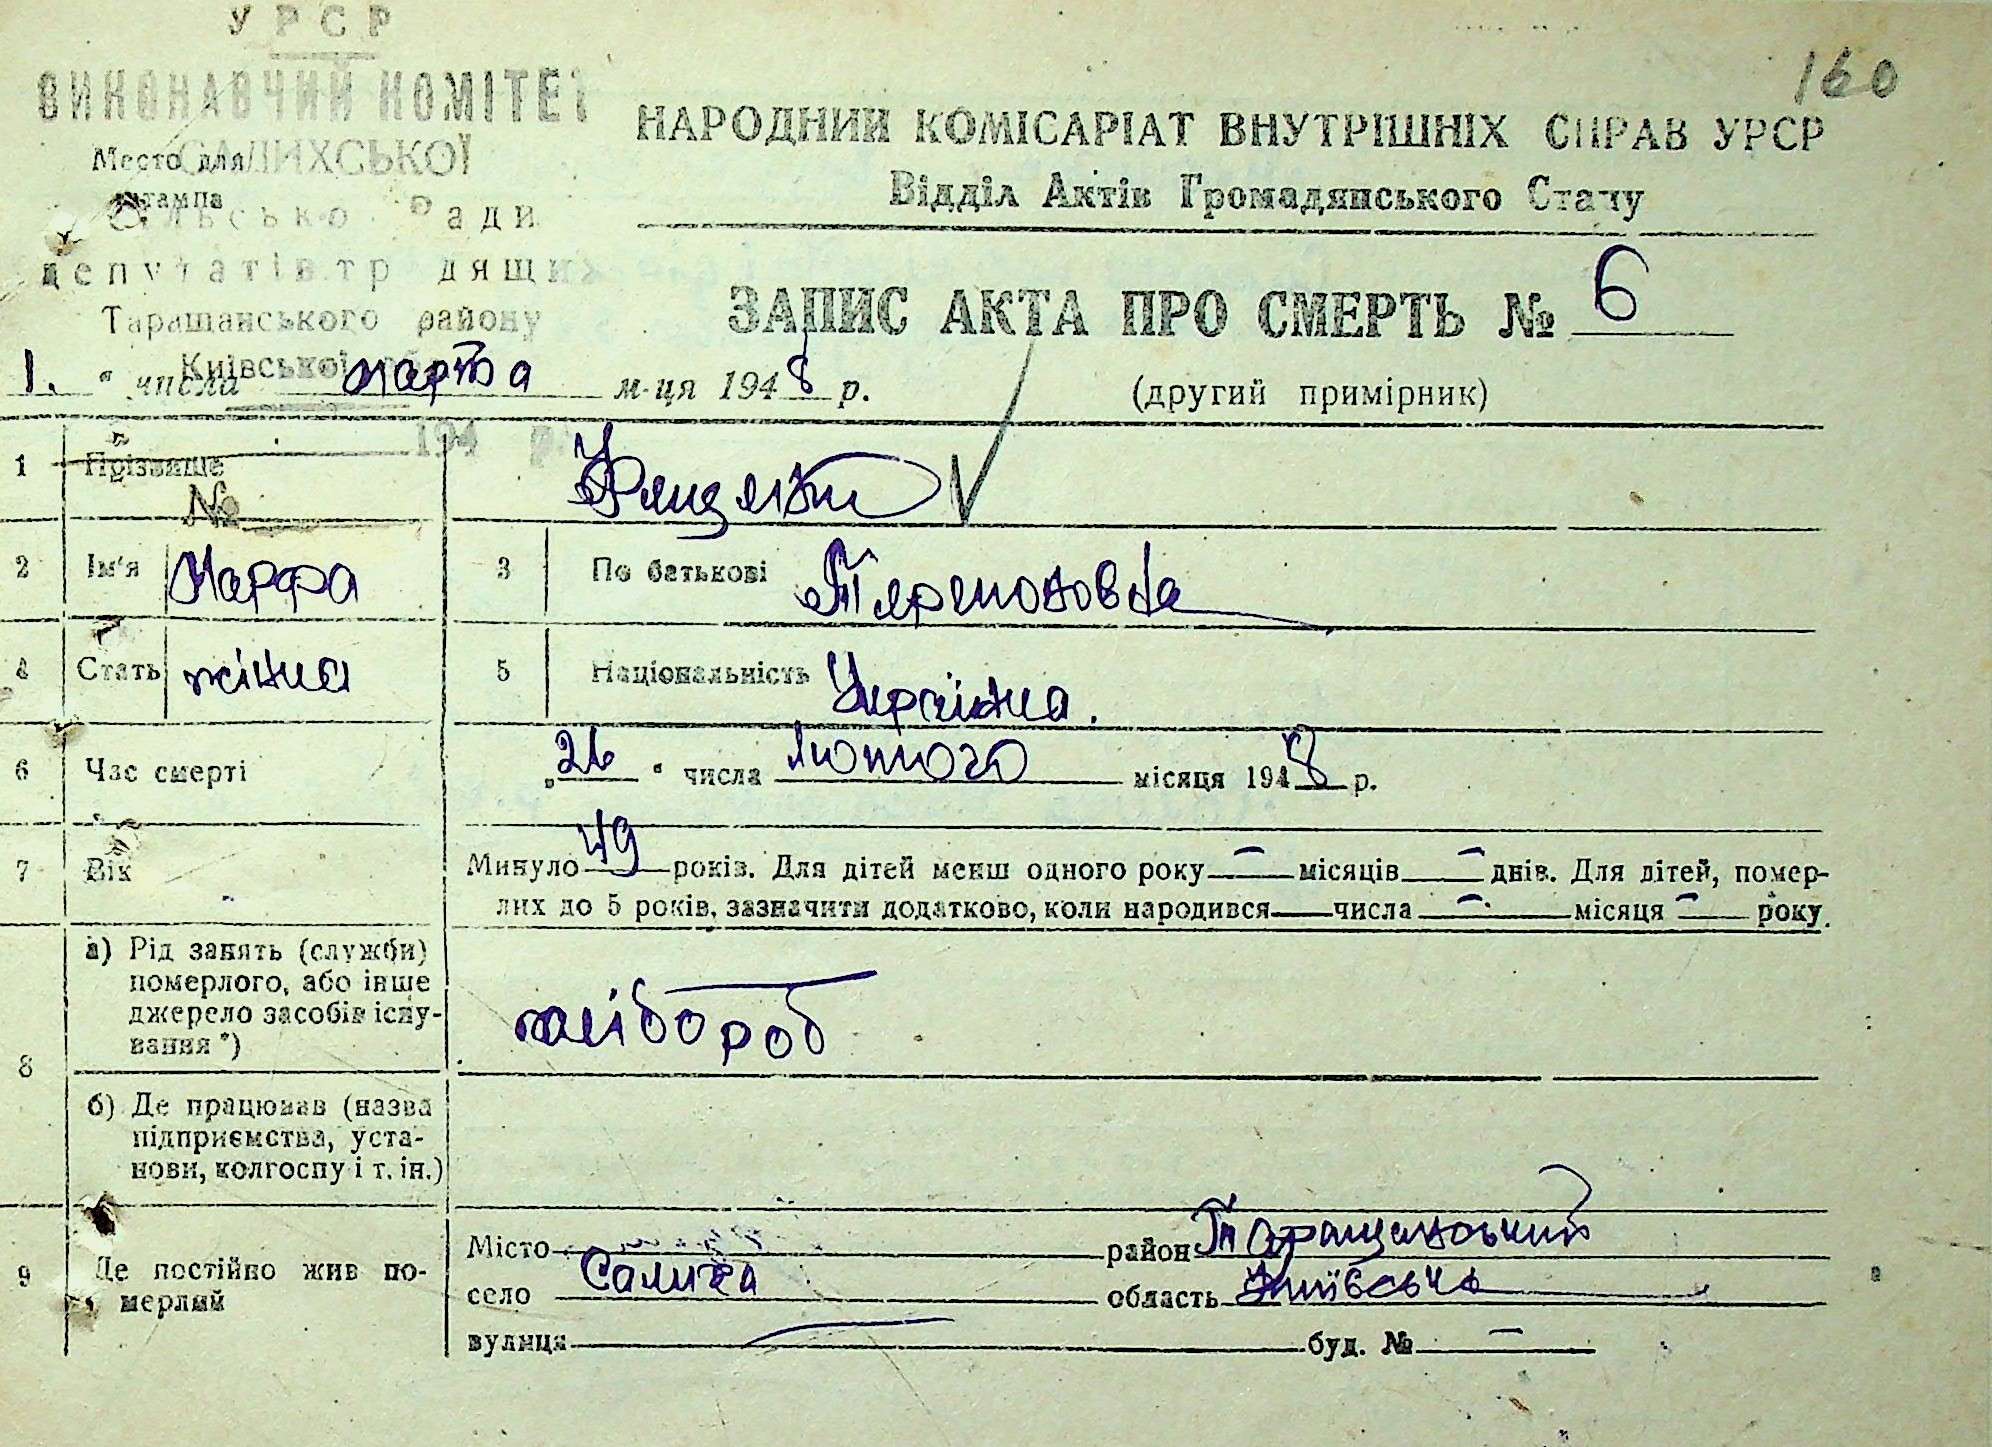 УРСР
160
ВИКОНАВЧИЙ КОМІТЕТ
НАРОДНИЙ КОМІСАРІАТ ВНУТРІШНІХ СПРАВ УРСР
Место для
САЛИХСЬКОЇ
штампа
Відділ Актів Громадянського Стану
Сільсько Ради
депутатів тр дящих
ЗАПИС АКТА ПРО СМЕРТЬ № 6
Таращанського району
Київської
1. " числа марта м-ця 1948 р.
(другий примірник)
194 р.
1 Прізвище
№
2 Ім'я Марфа 3 По батькові
4 Стать жінка 5 Національність Українка.
6 Час смерті „26 " числа лютого місяця 1948 р.
7 Вік Минуло 49 років. Для дітей менш одного року — місяців — днів. Для дітей, помер-
лих до 5 років, зазначити додатково, коли народився — числа — місяця — року.
8 а) Рід занять (служби)
померлого, або інше
джерело засобів існу-
вання *)
хлібороб
б) Де працював (назва
підприємства, уста-
нови, колгоспу і т. ін.)
9 Де постійно жив по-
мерлий
Місто район Таращанський
село Салиха область Київська
вулиця — буд. № —